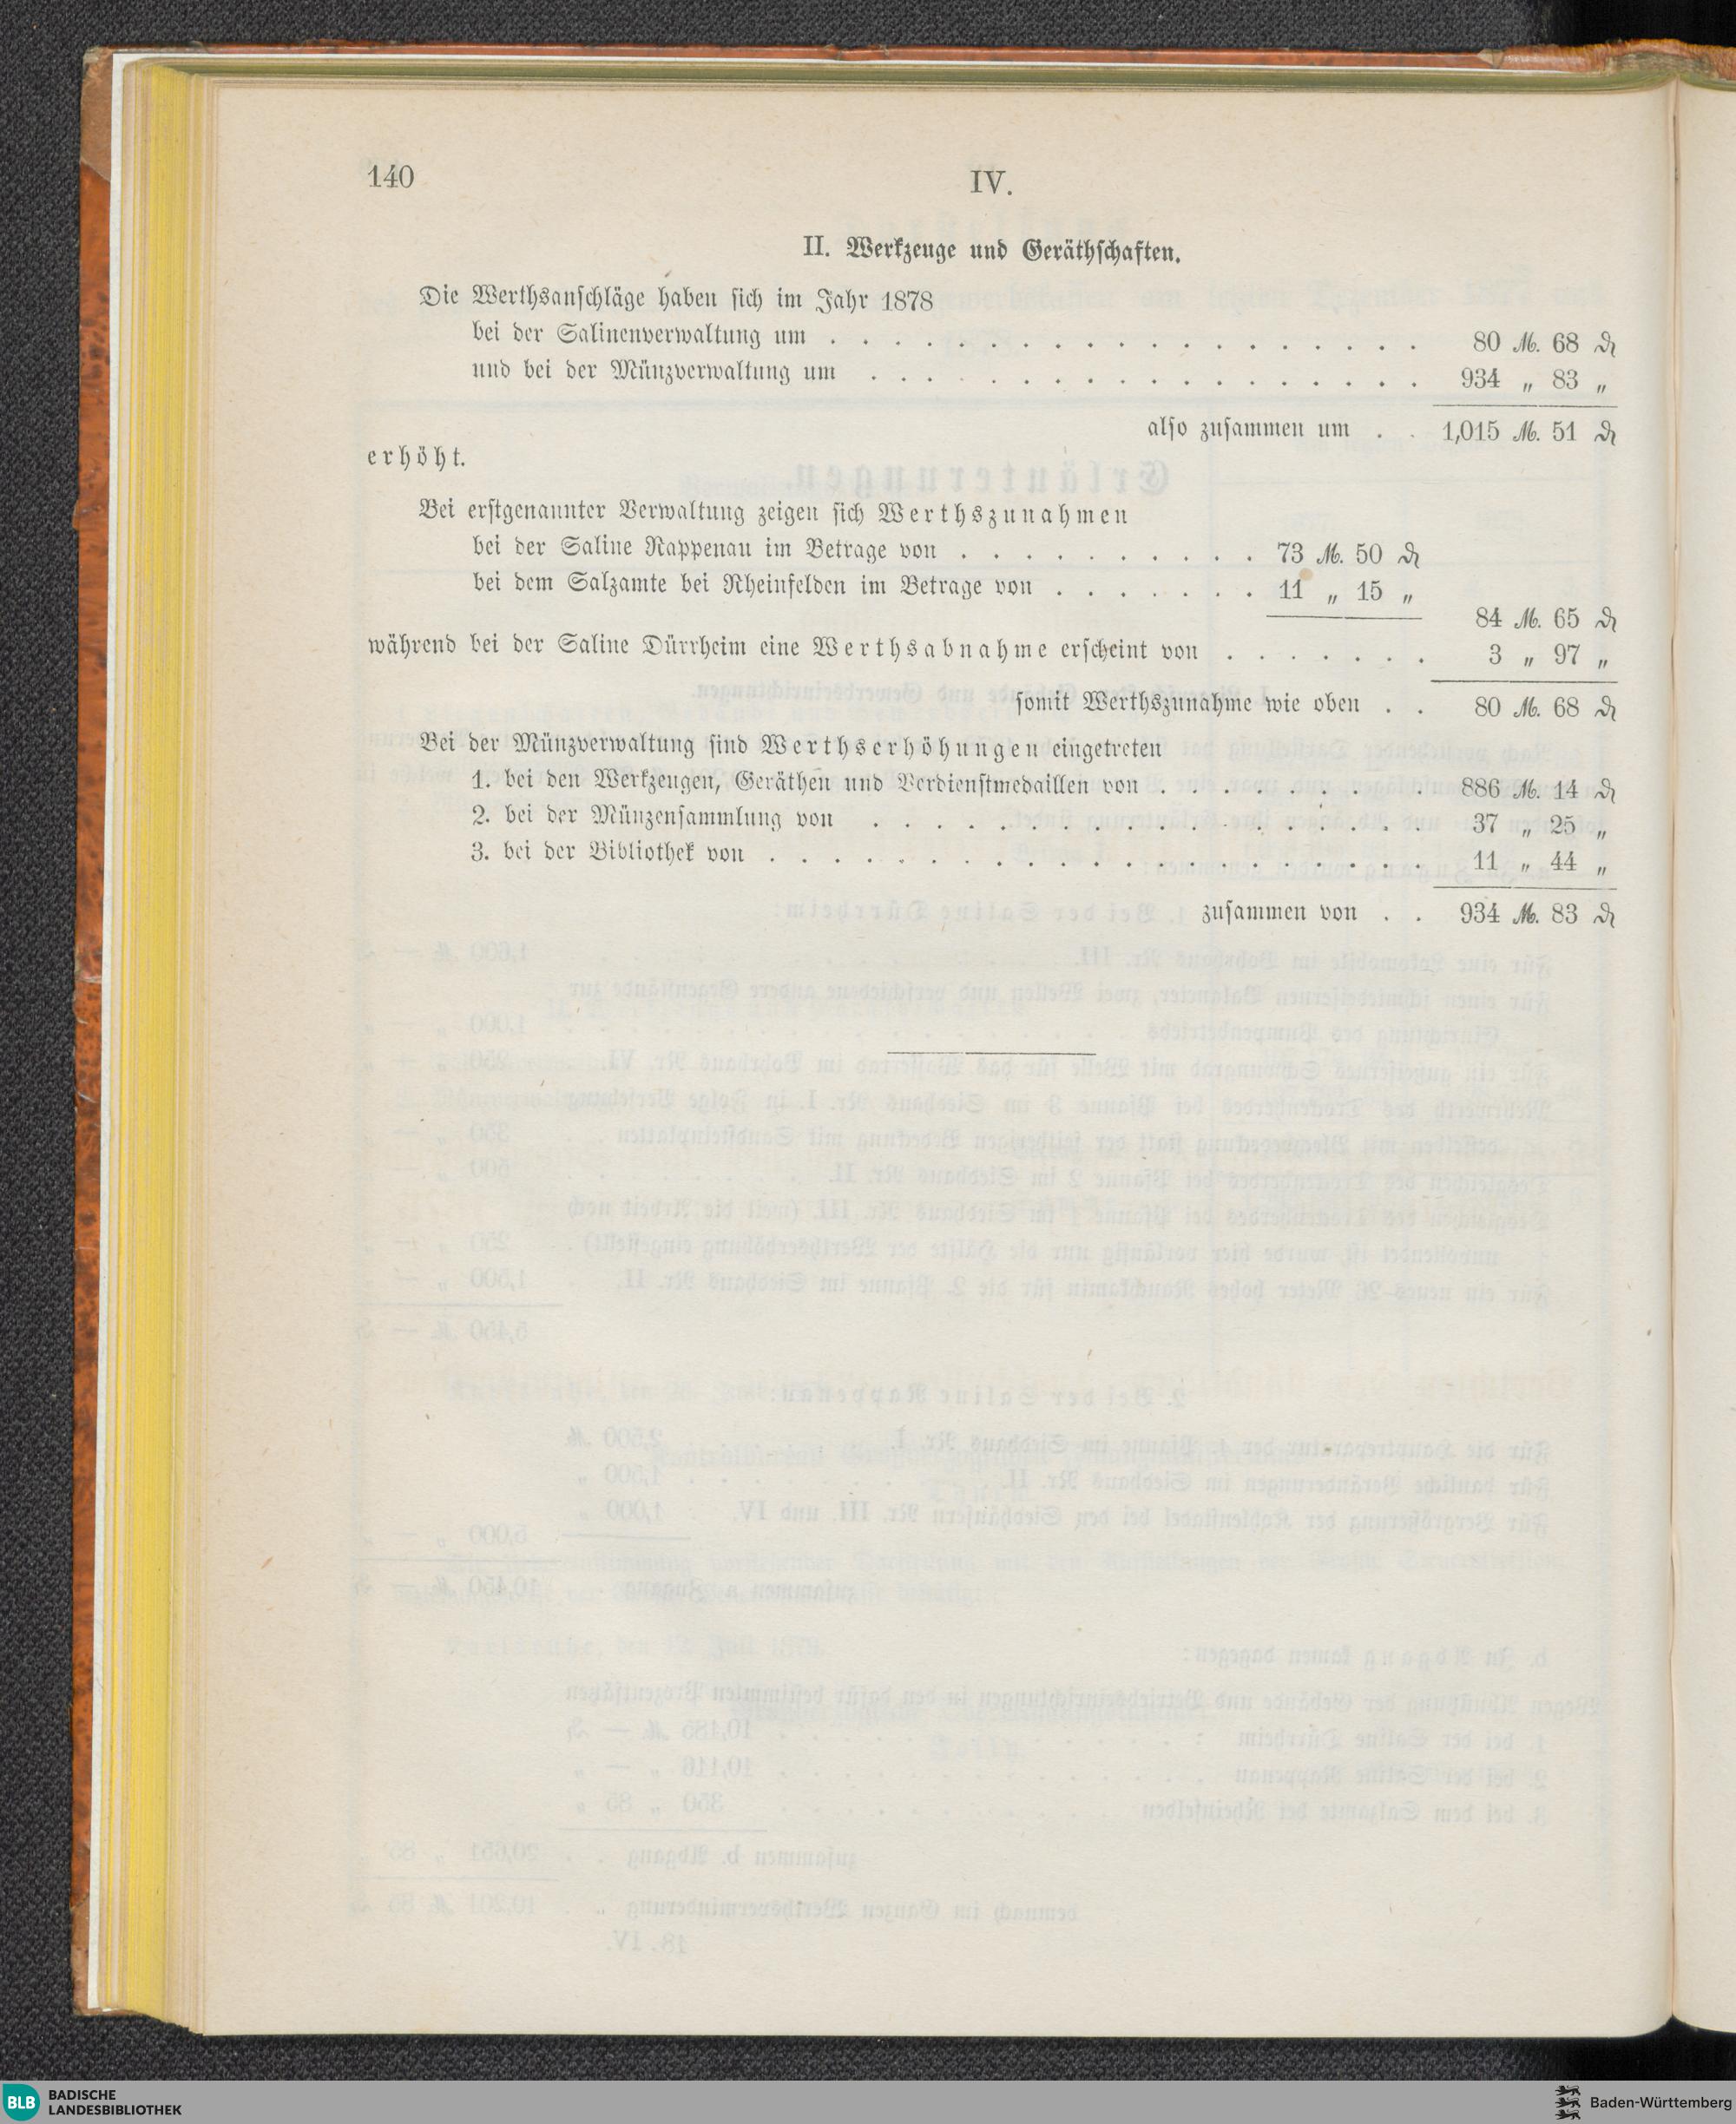 140
IV.
II. Werkzeuge und Geräthschaften.
Die Werthsanschläge haben sich im Jahr 1878
bei der Salinenverwaltung um . . . . . . . . . . . . . . . . . . . 80 ℳ. 68 ₰
und bei der Münzverwaltung um . . . . . . . . . . . . . . . . . 934 „ 83 „
also zusammen um . . 1,015 ℳ. 51 ₰
erhöht.
Bei erstgenannter Verwaltung zeigen sich Werthszunahmen
bei der Saline Rappenau im Betrage von . . . . . . . . . . 73 ℳ. 50 ₰
bei dem Salzamte bei Rheinfelden im Betrage von . . . . . . . 11 „ 15 „
84 ℳ. 65 ₰
während bei der Saline Dürrheim eine Werthsabnahme erscheint von . . . . . . . 3 „ 97 „
somit Werthszunahme wie oben . . 80 ℳ. 68 ₰
Bei der Münzverwaltung sind Werthserhöhungen eingetreten
1. bei den Werkzeugen, Geräthen und Verdienstmedaillen von . . . . . . . . . 886 ℳ. 14 ₰
2. bei der Münzensammlung von . . . . . . . . . . . . . . . . . . 37 „ 25 „
3. bei der Bibliothek von . . . . . . . . . . . . . . . . . . . . . 11 „ 44 „
zusammen von . . 934 ℳ. 83 ₰
BLB BADISCHE
LANDESBIBLIOTHEK
Baden-Württemberg